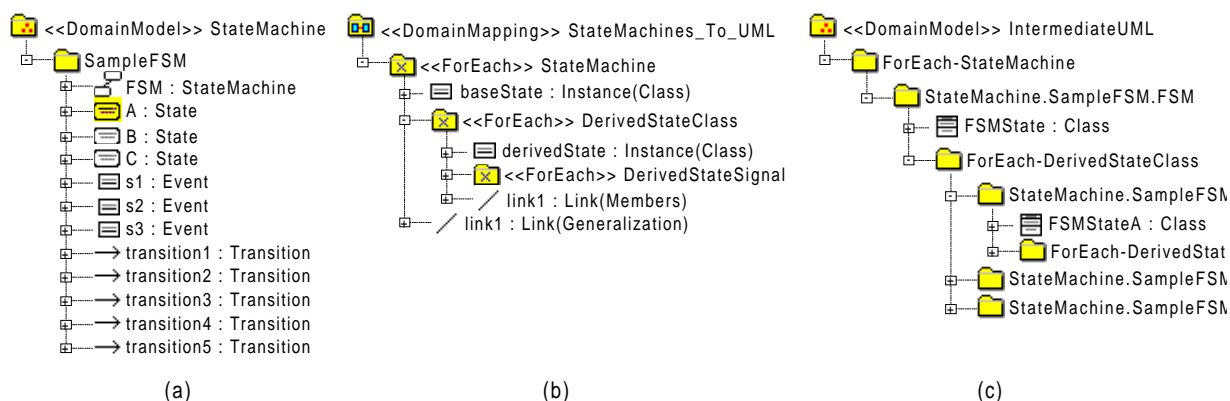 <<DomainModel>> StateMachine
SampleFSM
FSM : StateMachine
A : State
B : State
C : State
s1 : Event
s2 : Event
s3 : Event
transition1 : Transition
transition2 : Transition
transition3 : Transition
transition4 : Transition
transition5 : Transition
(a)
<<DomainMapping>> StateMachines_To_UML
<<ForEach>> StateMachine
baseState : Instance(Class)
<<ForEach>> DerivedStateClass
derivedState : Instance(Class)
<<ForEach>> DerivedStateSignal
link1 : Link(Members)
link1 : Link(Generalization)
(b)
<<DomainModel>> IntermediateUML
ForEach-StateMachine
StateMachine.SampleFSM.FSM
FSMState : Class
ForEach-DerivedStateClass
StateMachine.SampleFSM
FSMStateA : Class
ForEach-DerivedStat
StateMachine.SampleFSM
StateMachine.SampleFSM
(c)